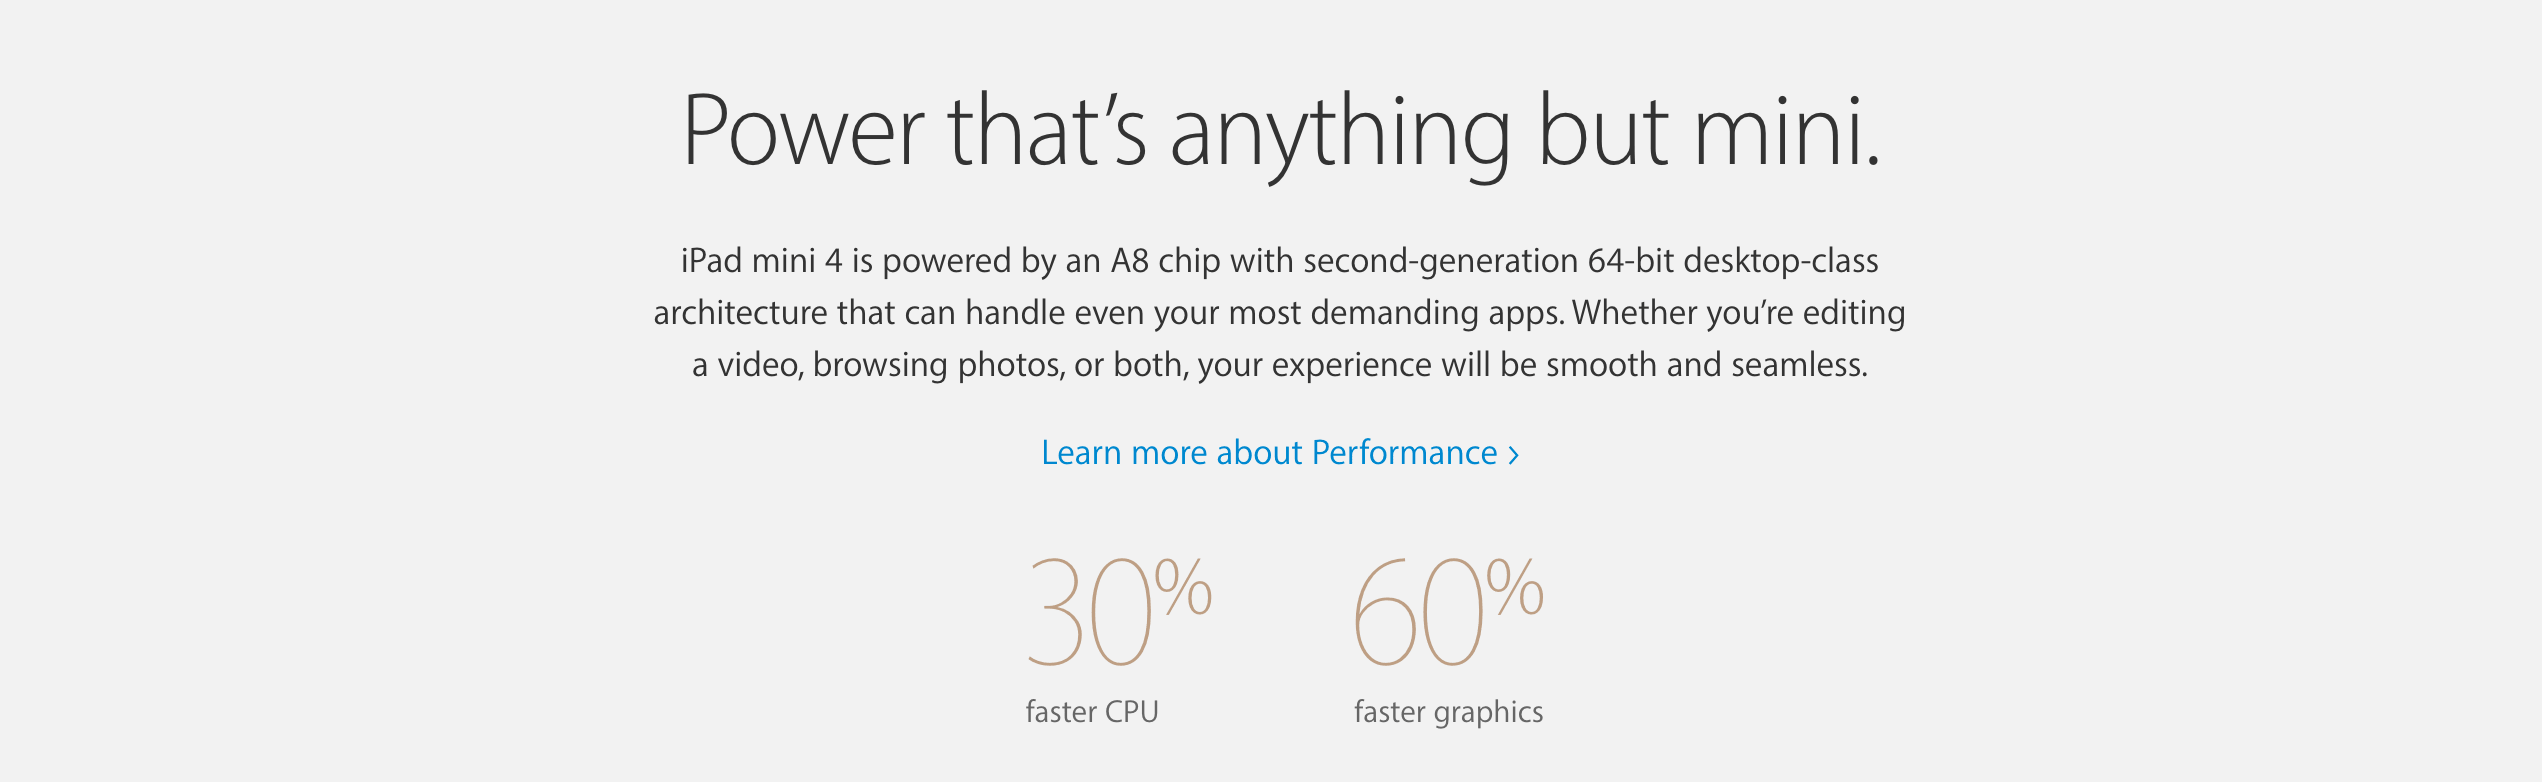 Power that’s anything but mini.
iPad mini 4 is powered by an A8 chip with second-generation 64-bit desktop-class
architecture that can handle even your most demanding apps. Whether you’re editing
a video, browsing photos, or both, your experience will be smooth and seamless.
Learn more about Performance ›
30% 60%
faster CPU faster graphics